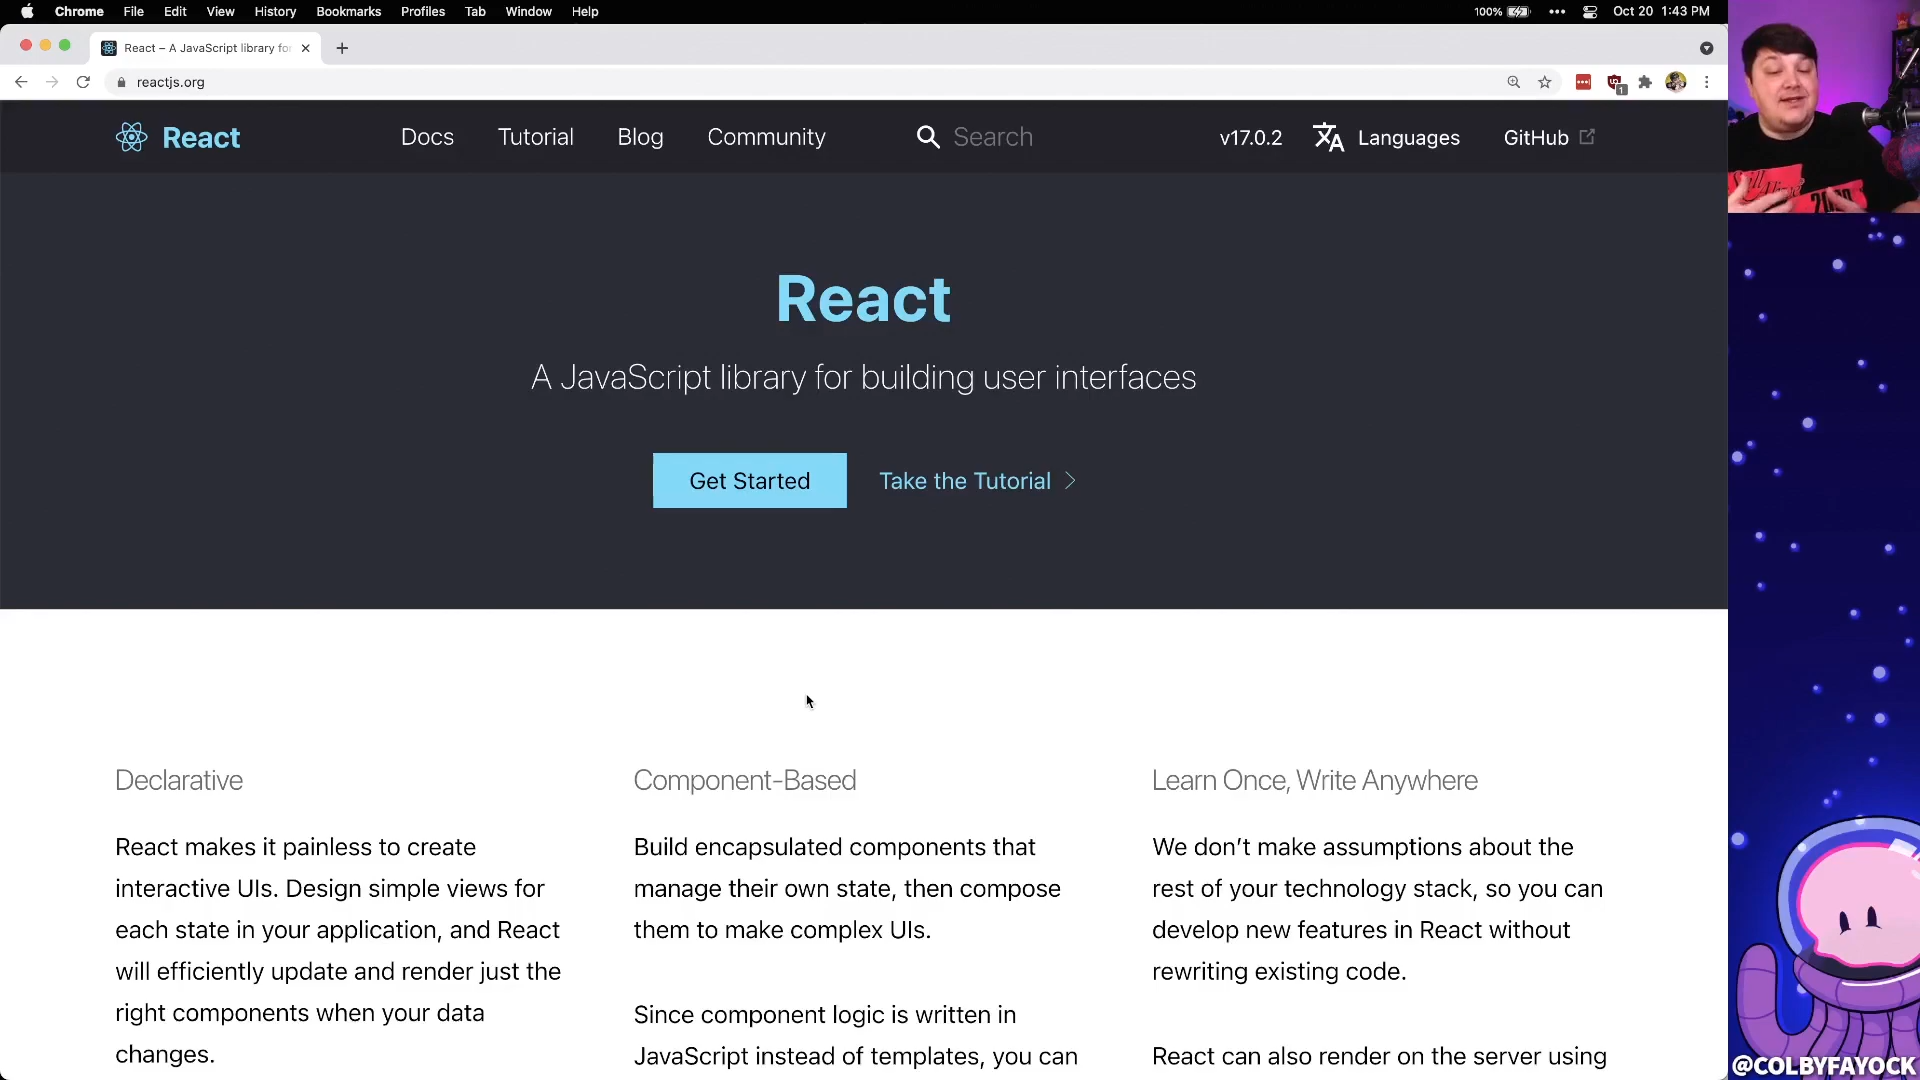 Chrome File Edit View History Bookmarks Profiles Tab Window Help 100% Oct 20 1:43 PM
React – A JavaScript library for
reactjs.org
1
React Docs Tutorial Blog Community Search v17.0.2 Languages GitHub
React
A JavaScript library for building user interfaces
Get Started Take the Tutorial
Declarative
React makes it painless to create
interactive UIs. Design simple views for
each state in your application, and React
will efficiently update and render just the
right components when your data
changes.
Component-Based
Build encapsulated components that
manage their own state, then compose
them to make complex UIs.
Since component logic is written in
JavaScript instead of templates, you can
Learn Once, Write Anywhere
We don’t make assumptions about the
rest of your technology stack, so you can
develop new features in React without
rewriting existing code.
React can also render on the server using
Still
@COLBYFAYOCK